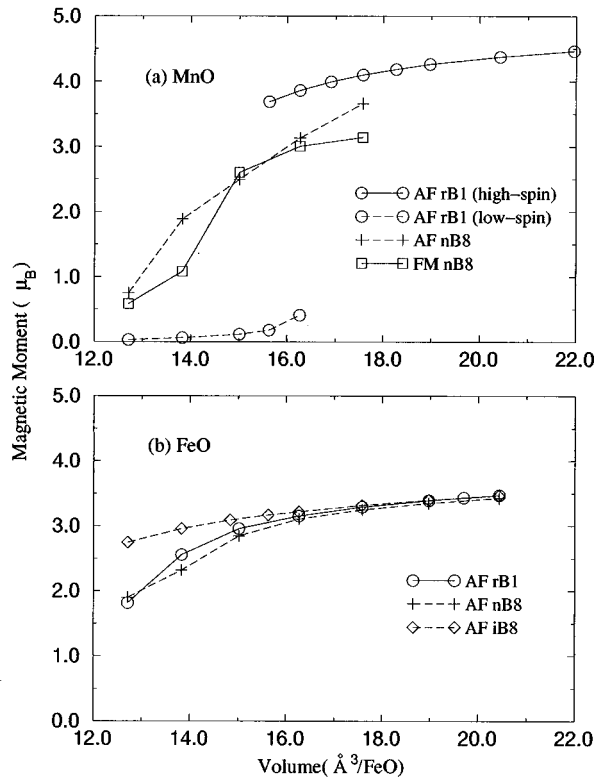 5.0
(a) MnO
4.0
3.0
2.0
1.0
0.0
AF rB1 (high−spin)
AF rB1 (low−spin)
AF nB8
FM nB8
12.0 14.0 16.0 18.0 20.0 22.0
Magnetic Moment ( μB)
5.0
(b) FeO
4.0
3.0
2.0
1.0
0.0
AF rB1
AF nB8
AF iB8
12.0 14.0 16.0 18.0 20.0 22.0
Volume( Å3/FeO)